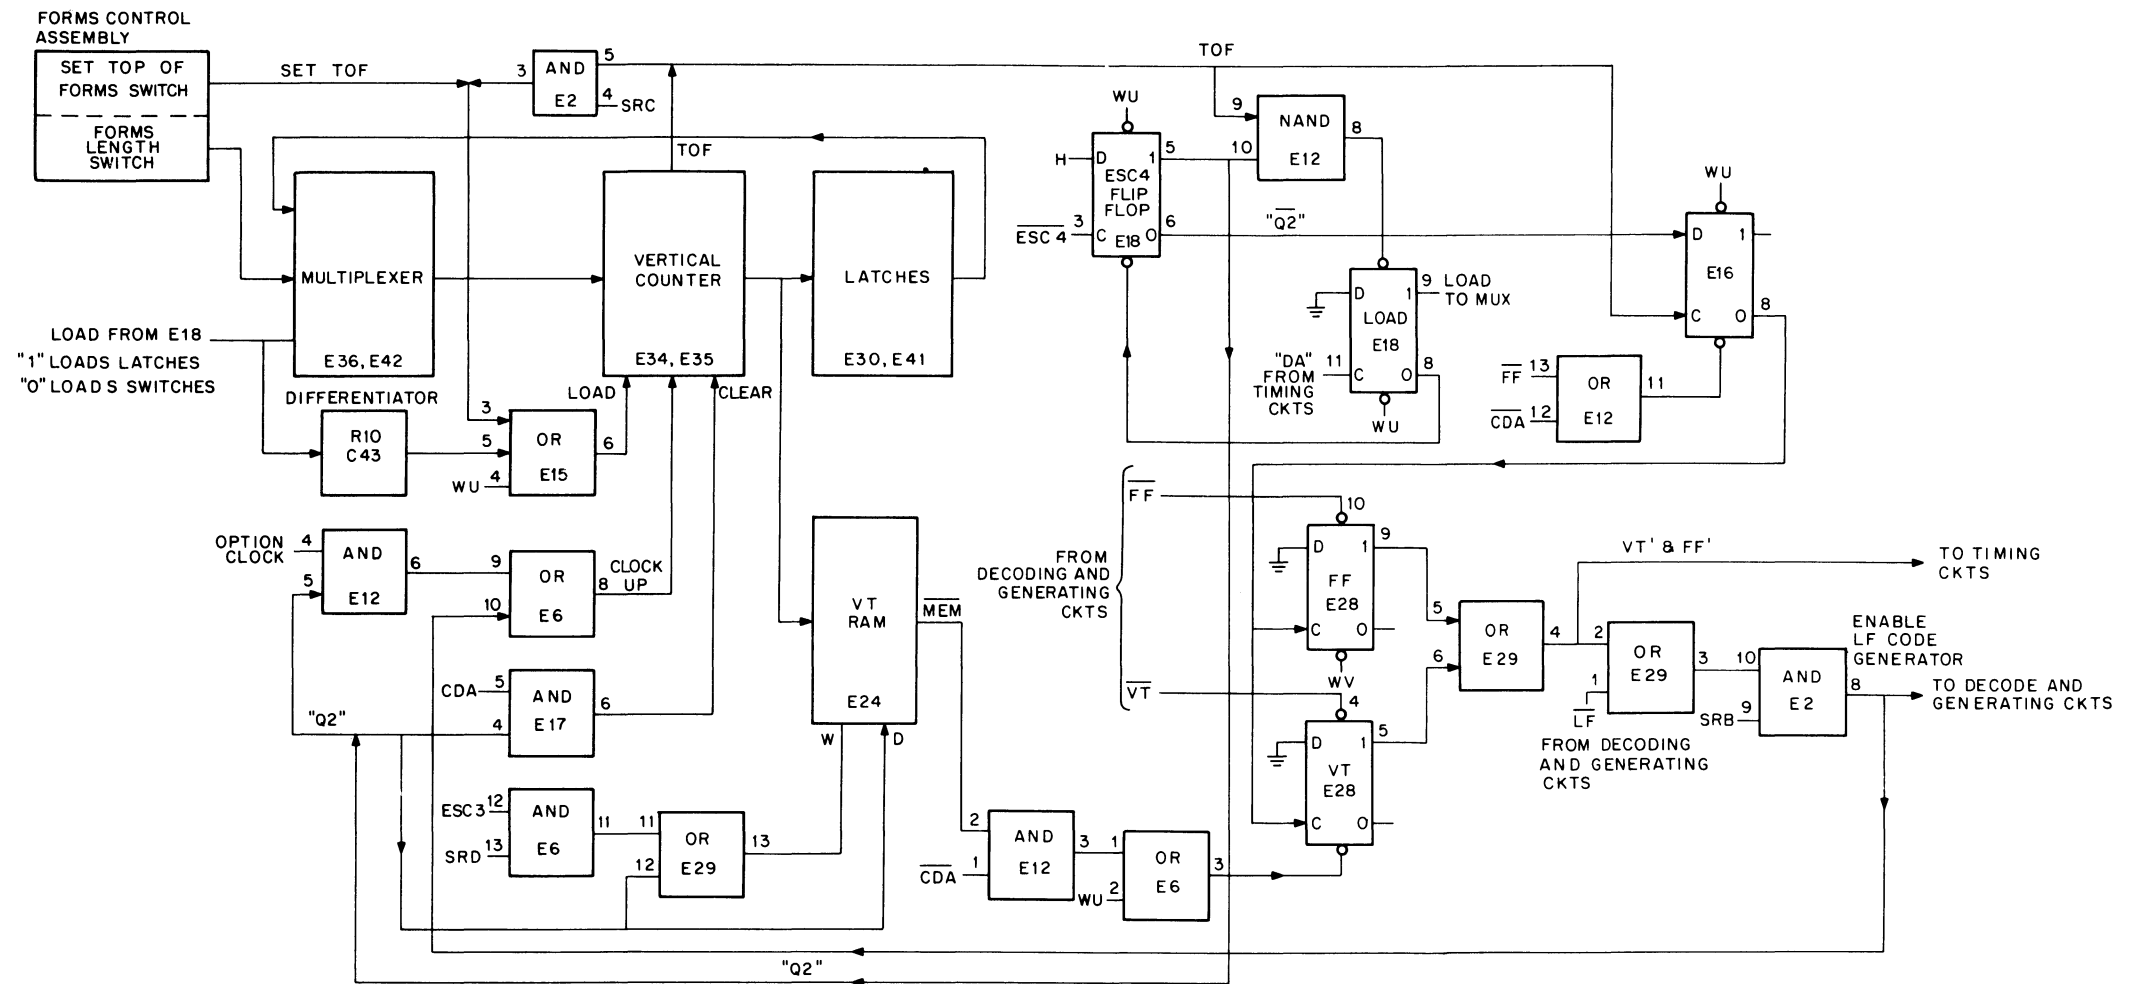 FORMS CONTROL
ASSEMBLY
SET TOP OF
FORMS SWITCH
FORMS
LENGTH
SWITCH
SET TOF
3
AND
E2
5
4
SRC
TOF
TOF
MULTIPLEXER
E36, E42
VERTICAL
COUNTER
E34, E35
LATCHES
E30, E41
LOAD FROM E18
"1" LOADS LATCHES
"0" LOADS SWITCHES
DIFFERENTIATOR
R10
C43
3
5
WU 4
OR
E15
6
LOAD
CLEAR
OPTION
CLOCK
4
5
AND
E12
6
9
10
OR
E6
8
CLOCK
UP
CDA 5
4
AND
E17
6
"Q2"
ESC3 12
SRD 13
AND
E6
11
11
12
OR
E29
13
VT
RAM
E24
W
D
M̅E̅M̅
2
C̅D̅A̅ 1
AND
E12
3
1
WU 2
OR
E6
3
"Q2"
WU
H
D
1
5
ESC4
FLIP
FLOP
E̅S̅C̅ ̅4̅ 3
C
E18
O
6
"Q̅2̅"
9
10
NAND
E12
8
D
1
9
LOAD
TO MUX
LOAD
E18
"DA"
FROM
TIMING
CKTS
11
C
O
8
WU
WU
D
1
E16
C
O
8
F̅F̅ 13
C̅D̅A̅ 12
OR
E12
11
FROM
DECODING AND
GENERATING
CKTS
F̅F̅
10
D
1
9
FF
E28
C
O
WV
V̅T̅
4
D
1
5
VT
E28
C
O
5
6
OR
E29
4
VT' & FF'
TO TIMING
CKTS
2
1
L̅F̅
OR
E29
3
FROM DECODING
AND GENERATING
CKTS
10
SRB 9
AND
E2
8
ENABLE
LF CODE
GENERATOR
TO DECODE AND
GENERATING CKTS